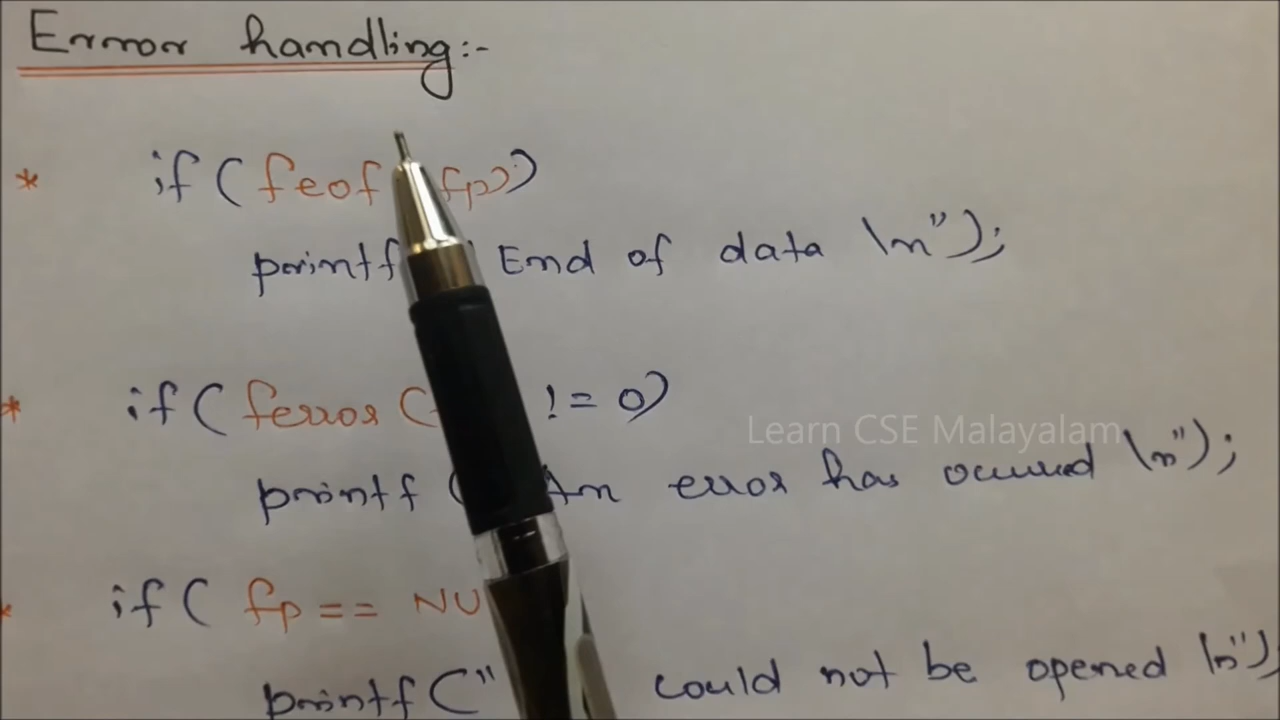 Error handling:-
* if ( feof fp))
printf " End of data \n");
* if ( ferror ( != 0)
Learn CSE Malayalam
printf ( An error has occured \n");
* if ( fp == NU
printf (" could not be opened \n")